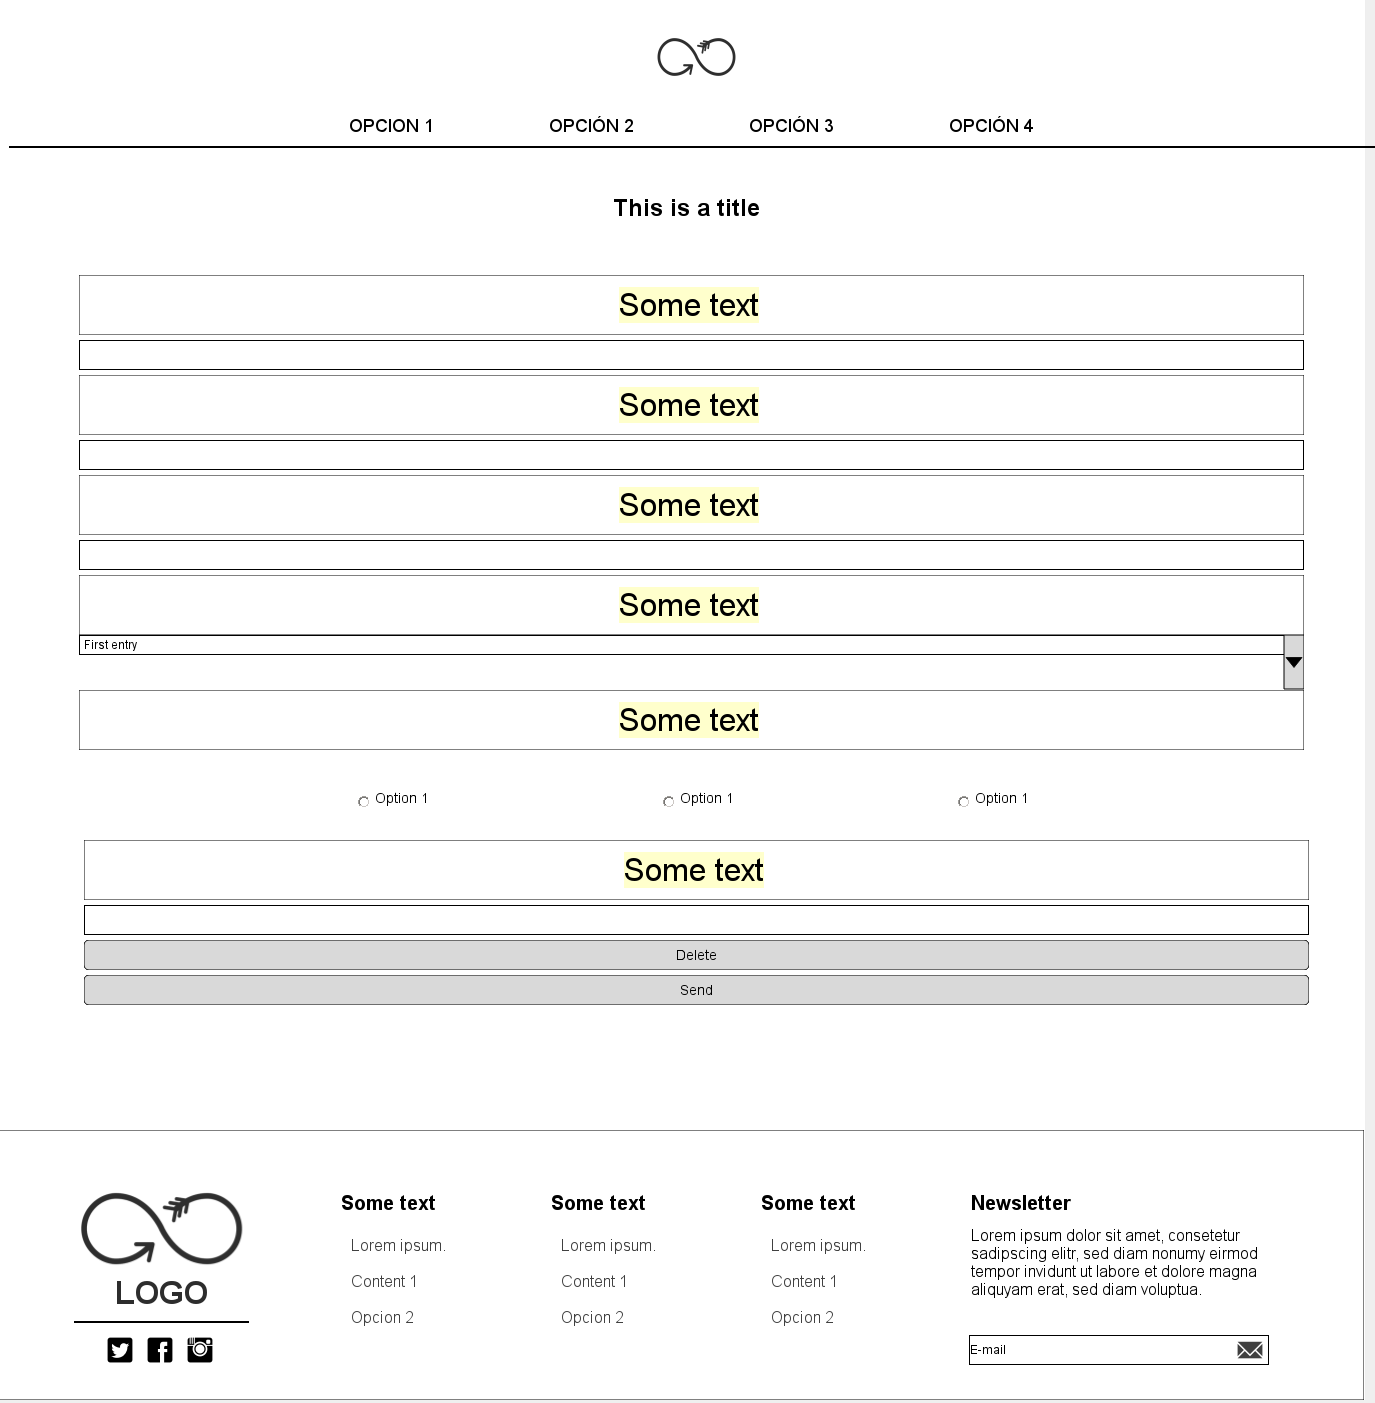 OPCION 1 OPCIÓN 2 OPCIÓN 3 OPCIÓN 4
This is a title
Some text
Some text
Some text
Some text
First entry
Some text
Option 1 Option 1 Option 1
Some text
Delete
Send
LOGO
Some text
Lorem ipsum.
Content 1
Opcion 2
Some text
Lorem ipsum.
Content 1
Opcion 2
Some text
Lorem ipsum.
Content 1
Opcion 2
Newsletter
Lorem ipsum dolor sit amet, consetetur
sadipscing elitr, sed diam nonumy eirmod
tempor invidunt ut labore et dolore magna
aliquyam erat, sed diam voluptua.
E-mail